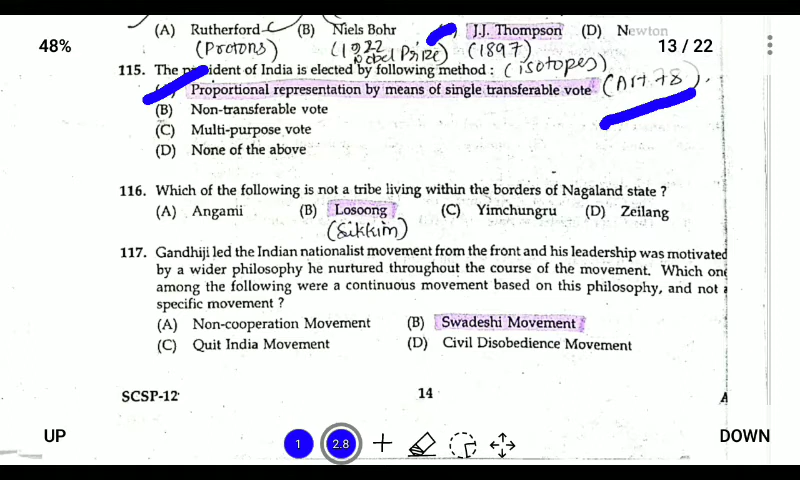 (A) Rutherford (B) Niels Bohr J.J. Thompson (D) Newton
48%
13 / 22
(Protons) (1922 Nobel Prize) (1897)
115. The president of India is elected by following method : (isotopes)
Proportional representation by means of single transferable vote (Art 78).
(B) Non-transferable vote
(C) Multi-purpose vote
(D) None of the above
116. Which of the following is not a tribe living within the borders of Nagaland state ?
(A) Angami (B) Losoong (C) Yimchungru (D) Zeilang
(Sikkim)
117. Gandhiji led the Indian nationalist movement from the front and his leadership was motivated
by a wider philosophy he nurtured throughout the course of the movement. Which one
among the following were a continuous movement based on this philosophy, and not a
specific movement ?
(A) Non-cooperation Movement (B) Swadeshi Movement
(C) Quit India Movement (D) Civil Disobedience Movement
SCSP-12 14 A
UP
1 2.8
DOWN